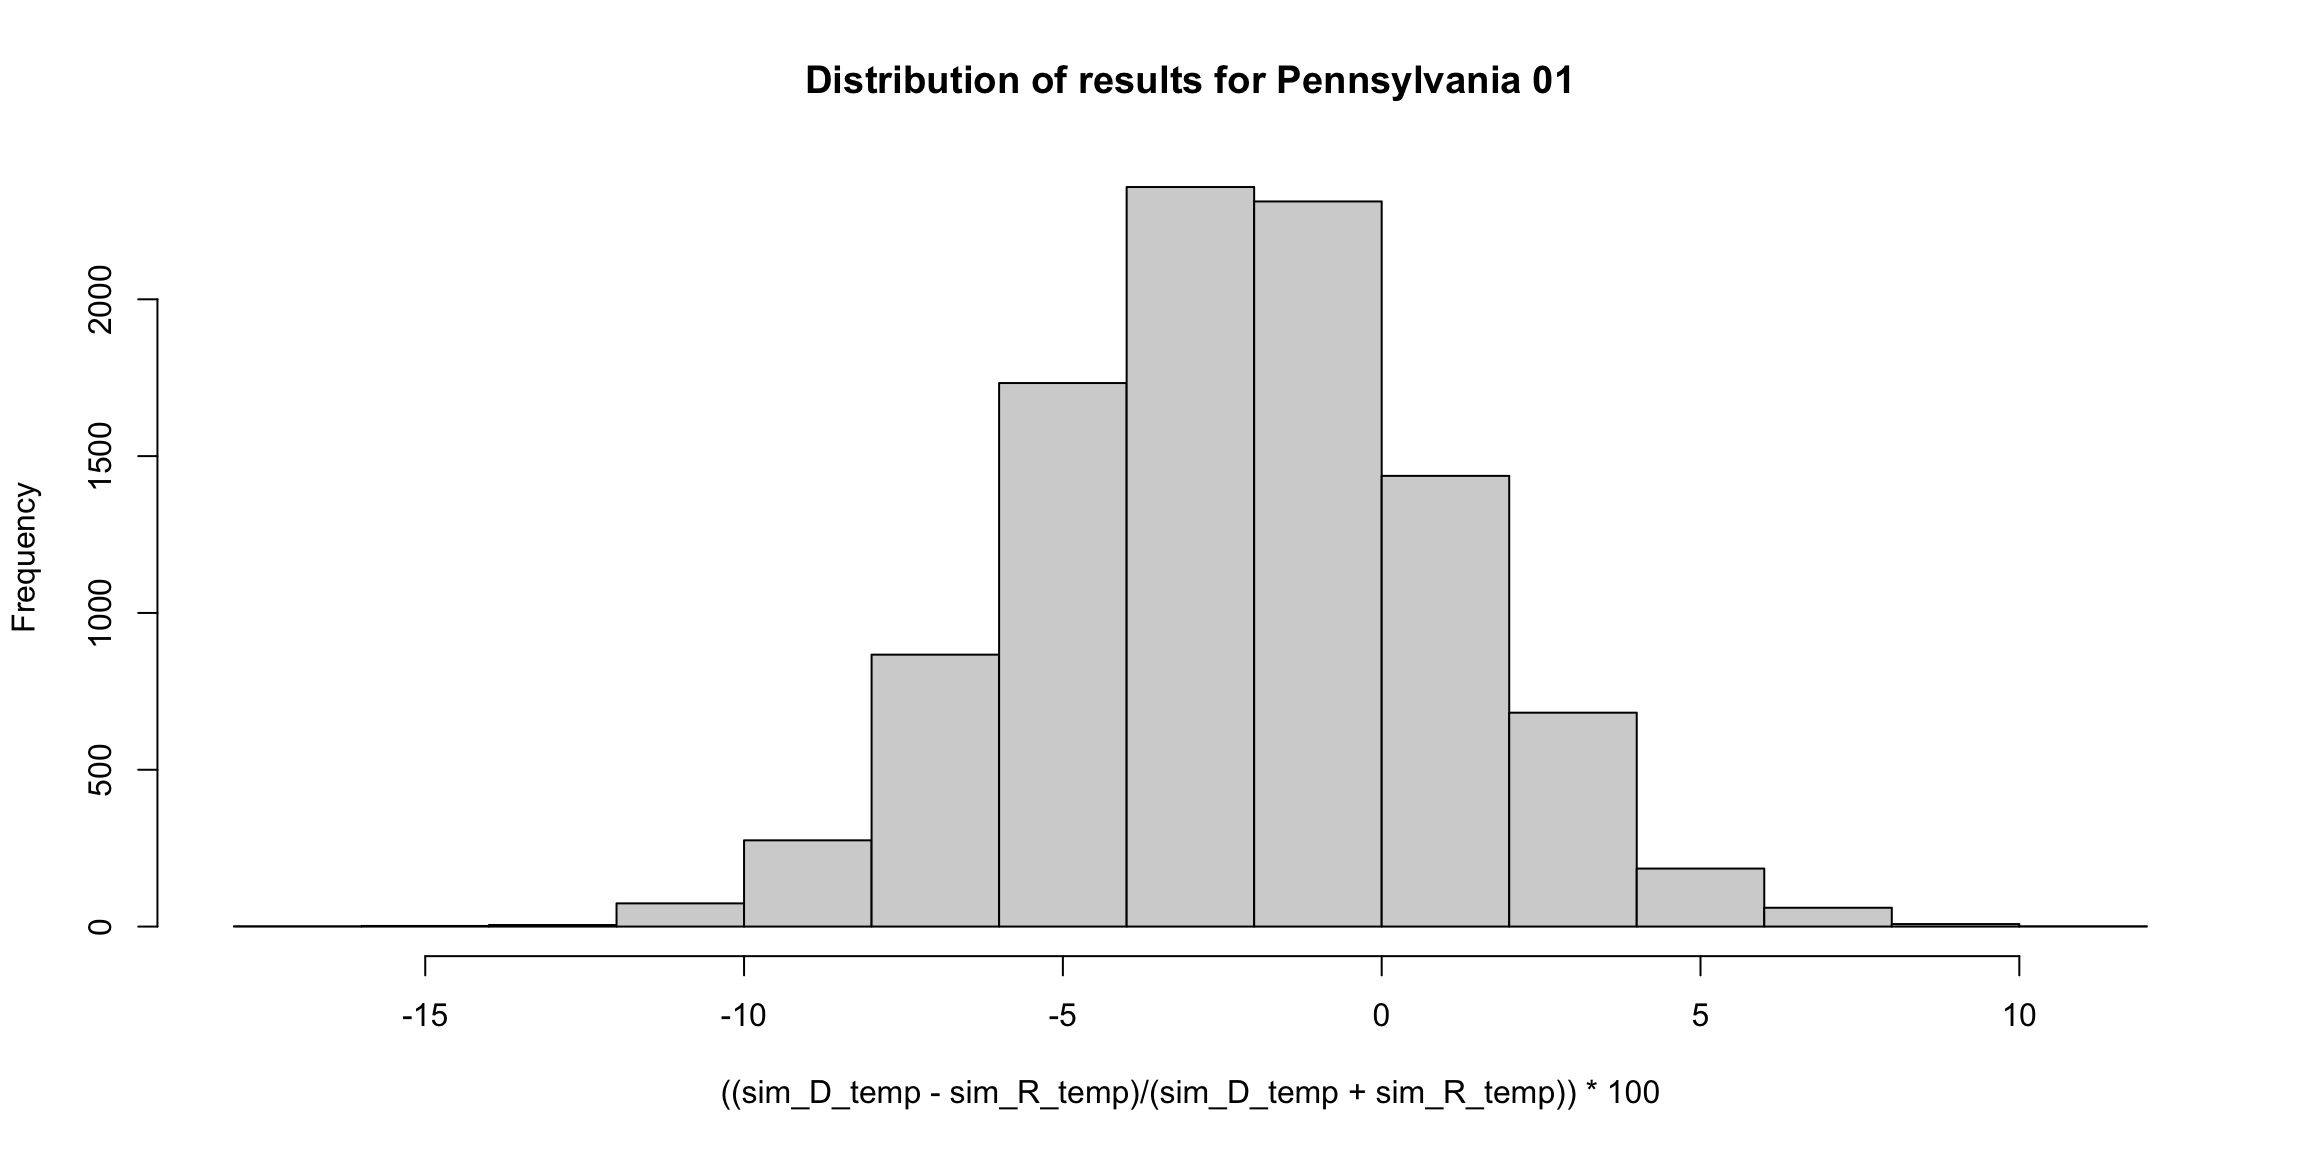 Distribution of results for Pennsylvania 01
Frequency
2000
1500
1000
500
0
-15 -10 -5 0 5 10
((sim_D_temp - sim_R_temp)/(sim_D_temp + sim_R_temp)) * 100